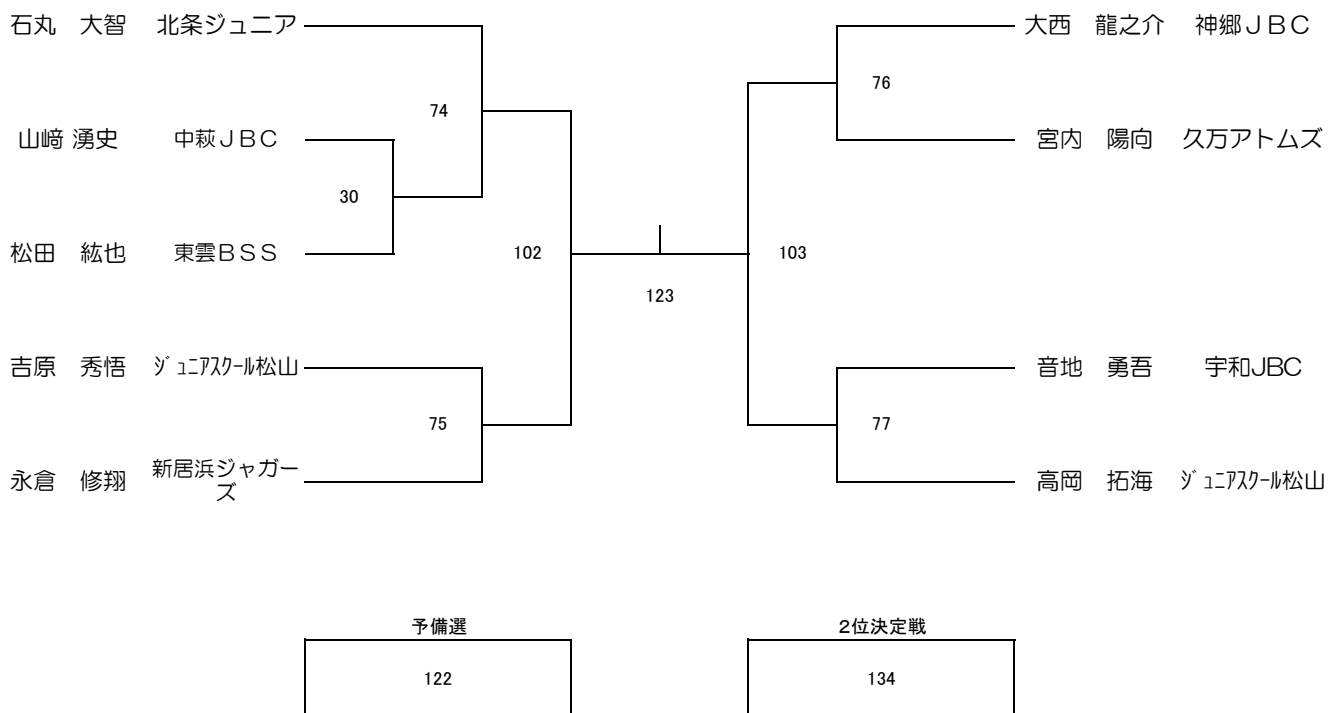 石丸　大智　北条ジュニア
大西　龍之介　神郷ＪＢＣ
76
74
山﨑 湧史　中萩ＪＢＣ
宮内　陽向　久万アトムズ
30
松田　紘也　東雲ＢＳＳ
102
103
123
吉原　秀悟　ｼﾞｭﾆｱｽｸｰﾙ松山
音地　勇吾　宇和JBC
75
77
永倉　修翔　新居浜ジャガー
ズ
高岡　拓海　ｼﾞｭﾆｱｽｸｰﾙ松山
予備選
2位決定戦
122
134